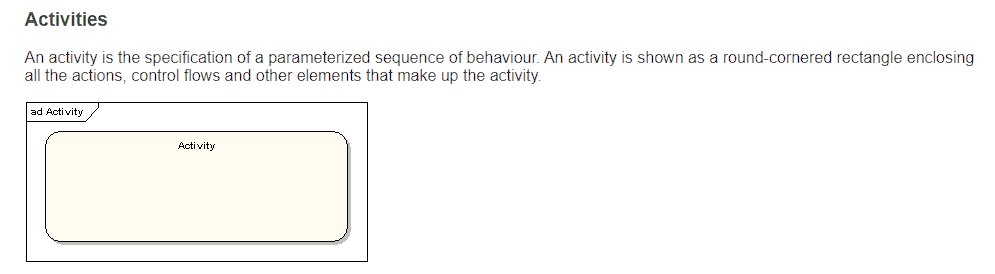 Activities
An activity is the specification of a parameterized sequence of behaviour. An activity is shown as a round-cornered rectangle enclosing
all the actions, control flows and other elements that make up the activity.
ad Activity
Activity